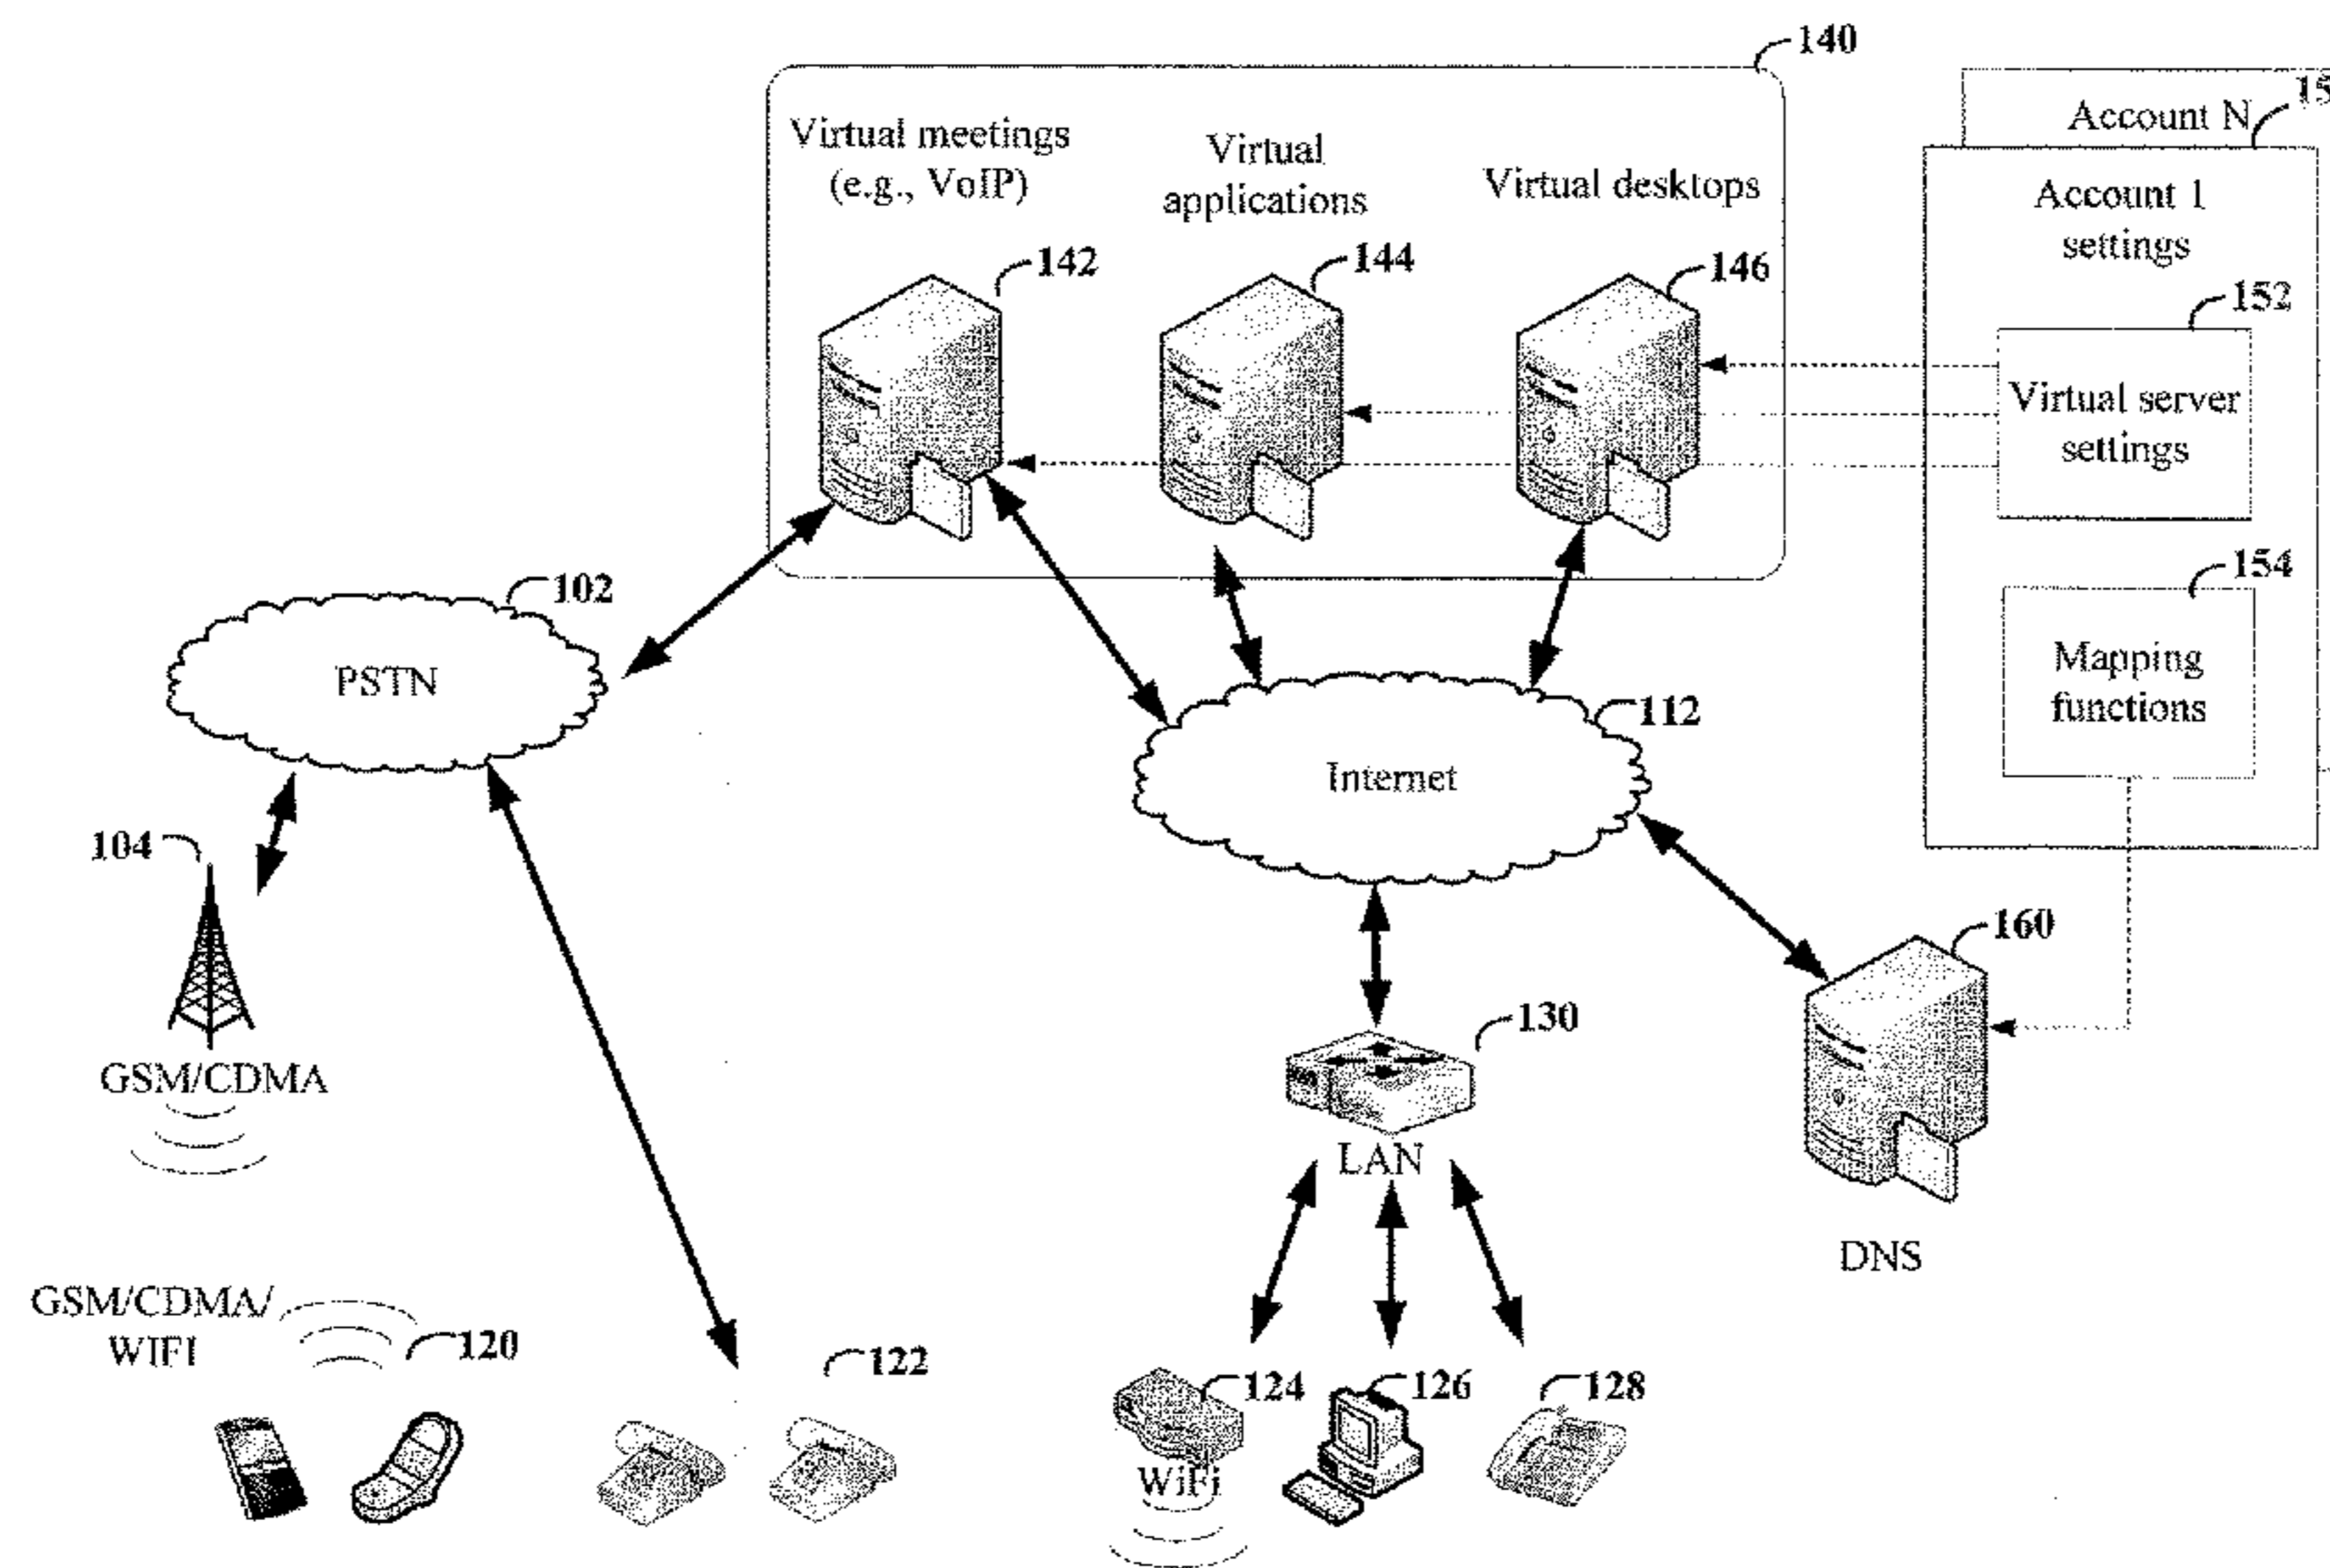 140
Account N
15
Virtual meetings
(e.g., VoIP)
Virtual
applications
Virtual desktops
Account 1
settings
142
144
146
152
Virtual server
settings
102
154
PSTN
Mapping
functions
112
Internet
104
160
130
GSM/CDMA
LAN
DNS
GSM/CDMA/
WIFI
120
122
124
126
128
WiFi